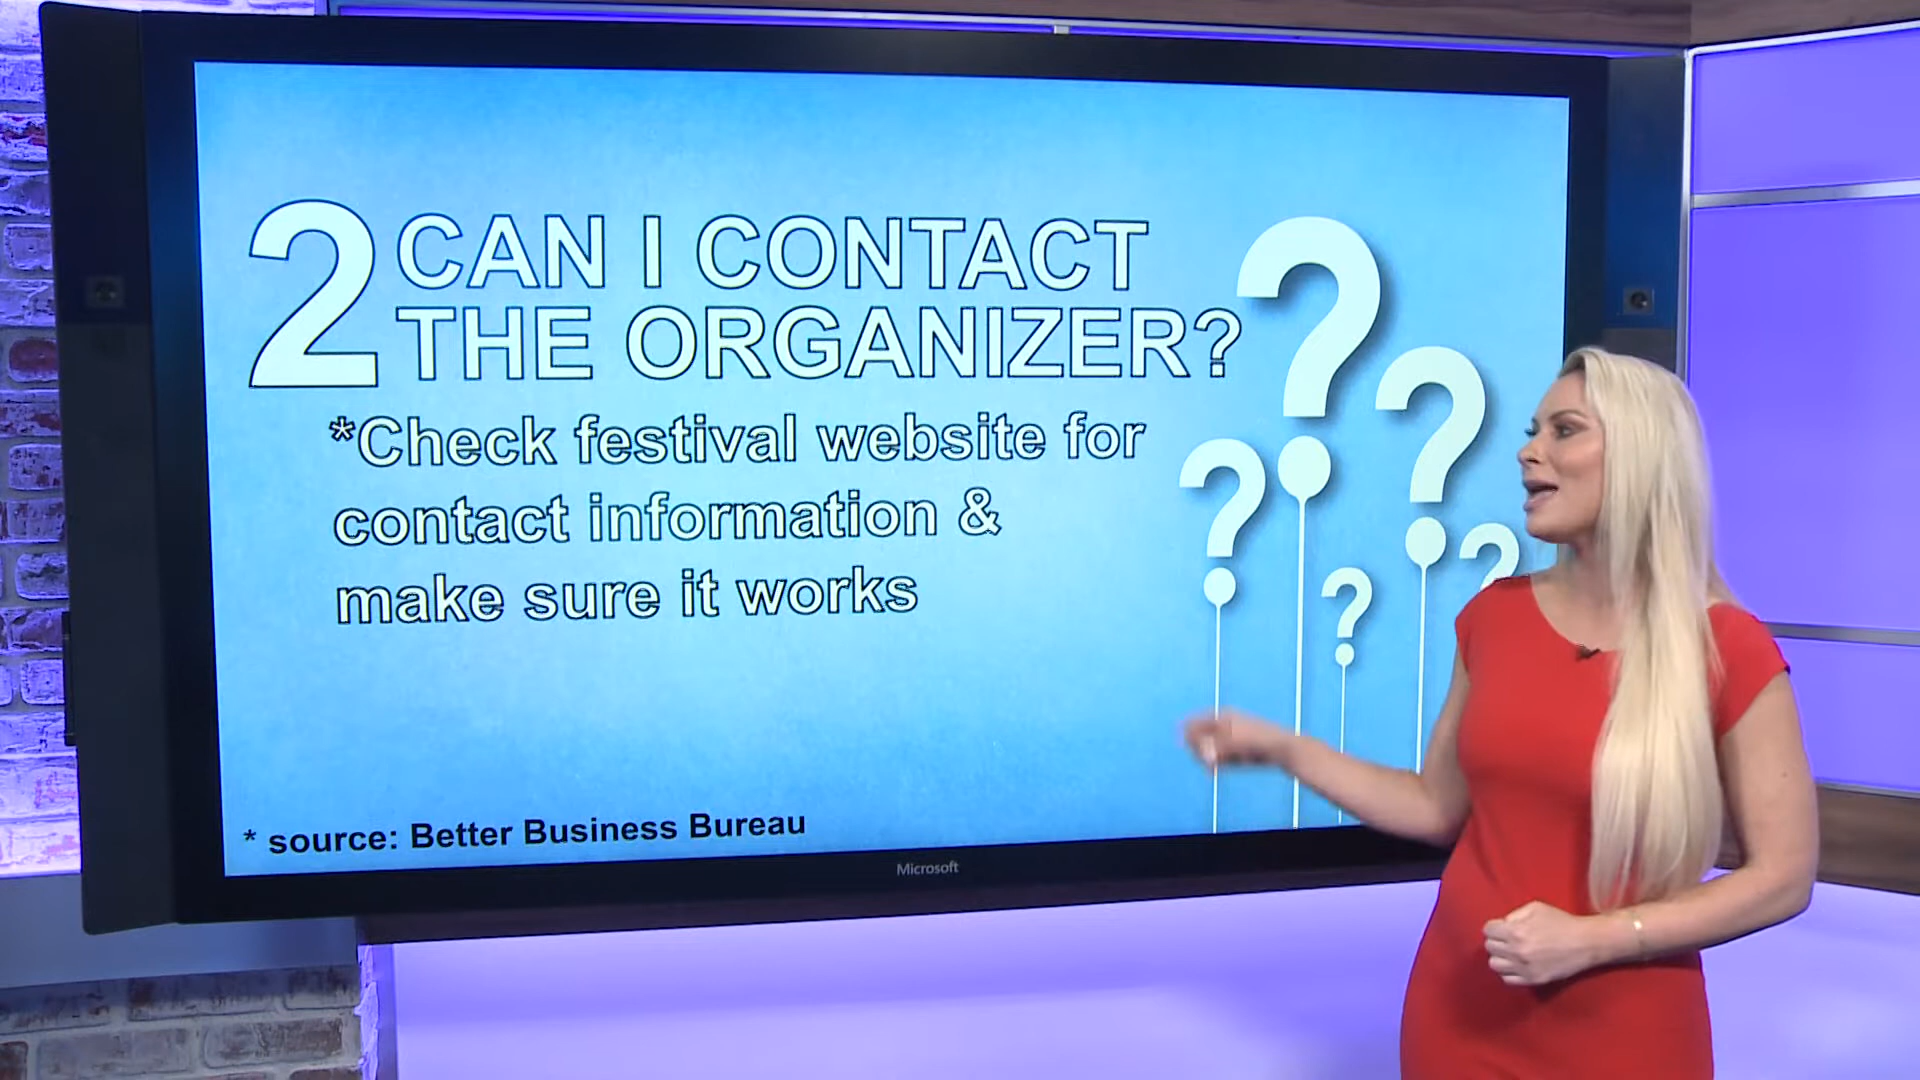 2 CAN I CONTACT
THE ORGANIZER?
*Check festival website for
contact information &
make sure it works
* source: Better Business Bureau
Microsoft